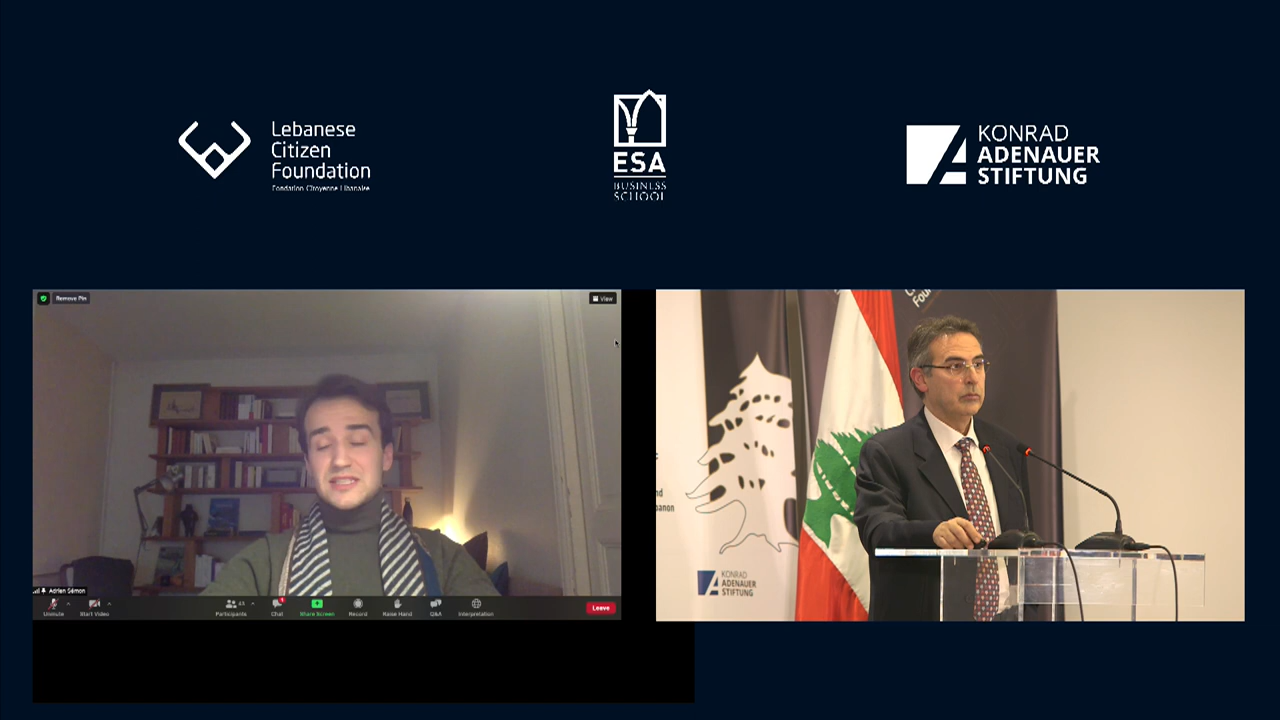 Lebanese
Citizen
Foundation
Fondation Citoyenne Libanaise
ESA
BUSINESS
SCHOOL
KONRAD
ADENAUER
STIFTUNG
Remove Pin
View
Adrien Sémon
Unmute
Start Video
Participants
43
Chat
Share Screen
Record
Raise Hand
Q&A
Interpretation
Leave
KONRAD
ADENAUER
STIFTUNG